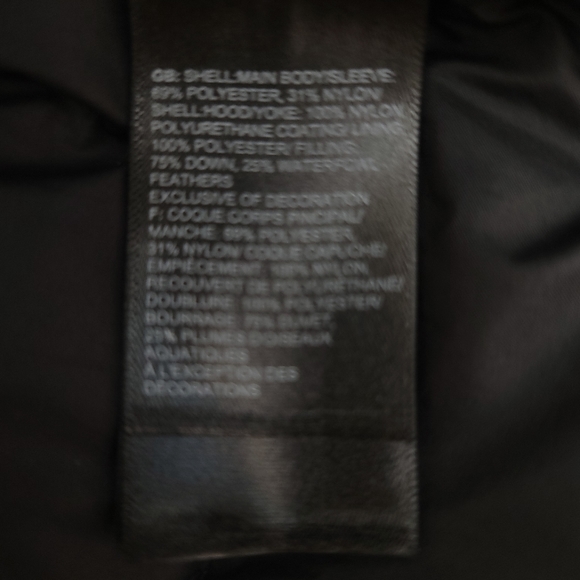 GB: SHELL:MAIN BODY/SLEEVE:
69% POLYESTER, 31% NYLON/
SHELL:HOOD/YOKE: 100% NYLON,
POLYURETHANE COATING/ LINING:
100% POLYESTER/ FILLING:
75% DOWN, 25% WATERFOWL
FEATHERS
EXCLUSIVE OF DECORATION
F: COQUE CORPS PINCIPAL/
MANCHE: 69% POLYESTER,
31% NYLON/ COQUE CAPUCHE/
EMPIÈCEMENT: 100% NYLON,
RECOUVERT DE POLYURETHANE/
DOUBLURE: 100% POLYESTER/
BOURRAGE: 75% DUVET
25% PLUMES D'OISEAUX
AQUATIQUES
À L'EXCEPTION DES
DÉCORATIONS